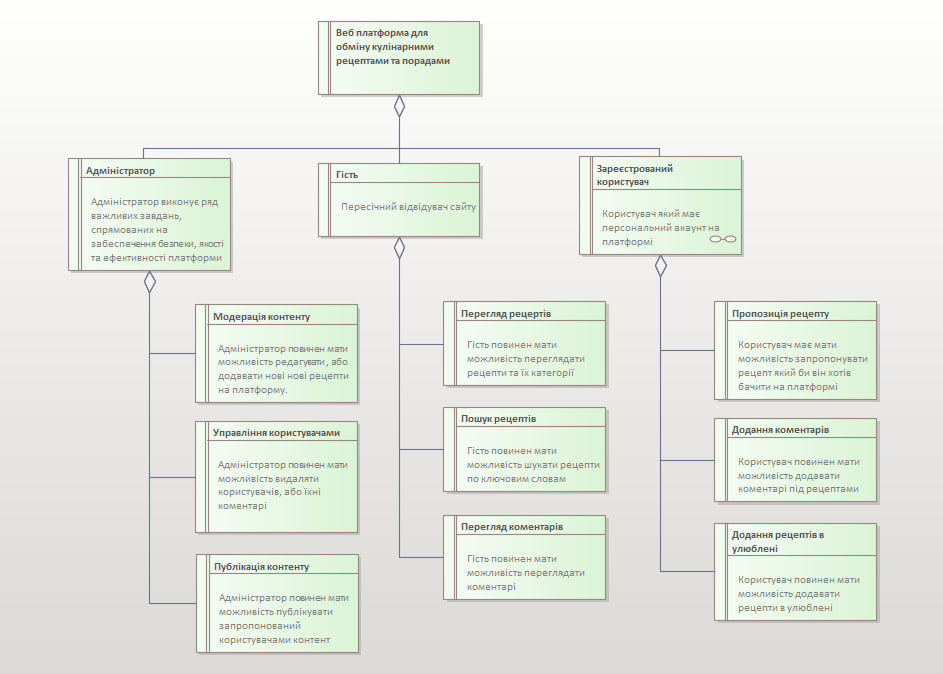 Веб платформа для
обміну кулінарними
рецептами та порадами
Адміністратор
Адміністратор виконує ряд
важливих завдань,
спрямованих на
забеспечення безпеки, якості
та ефективності платформи
Гість
Пересічний відвідувач сайту
Зареєстрований
користувач
Користувач який має
персональний акаунт на
платформі
Модерація контенту
Адміністратор повинен мати
можливість редагувати , або
додавати нові нові рецепти
на платформу.
Управління користувачами
Адміністратор повинен мати
можливість видаляти
користувачів, або їхні
коментарі
Публікація контенту
Адміністратор повинен мати
можливість публікувати
запропонований
користувачами контент
Перегляд рецертів
Гість повинен мати
можливість переглядати
рецепти та їх категорії
Пошук рецептів
Гість повинен мати
можливість шукати рецепти
по ключовим словам
Перегляд коментарів
Гість повинен мати
можливість переглядати
коментарі
Пропозиція рецепту
Користувач має мати
можливість запропонувати
рецепт який би він хотів
бачити на платформі
Додання коментарів
Користувач повинен мати
можливість додавати
коментарі під рецептами
Додання рецептів в
улюблені
Користувач повинен мати
можливість додавати
рецепти в улюблені